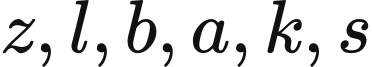 z, l, b, a, k, s